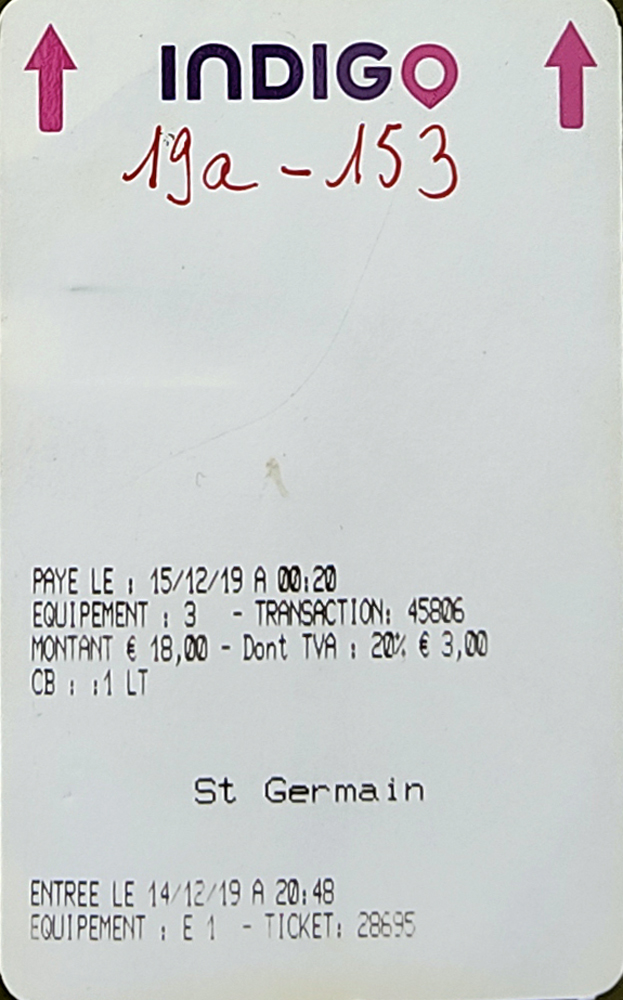 INDIGO
19a - 153
PAYE LE : 15/12/19 A 00:20
EQUIPEMENT : 3 - TRANSACTION: 45806
MONTANT € 18,00 - Dont TVA : 20% € 3,00
CB : :1 LT
St Germain
ENTREE LE 14/12/19 A 20:48
EQUIPEMENT : E 1 - TICKET: 28695